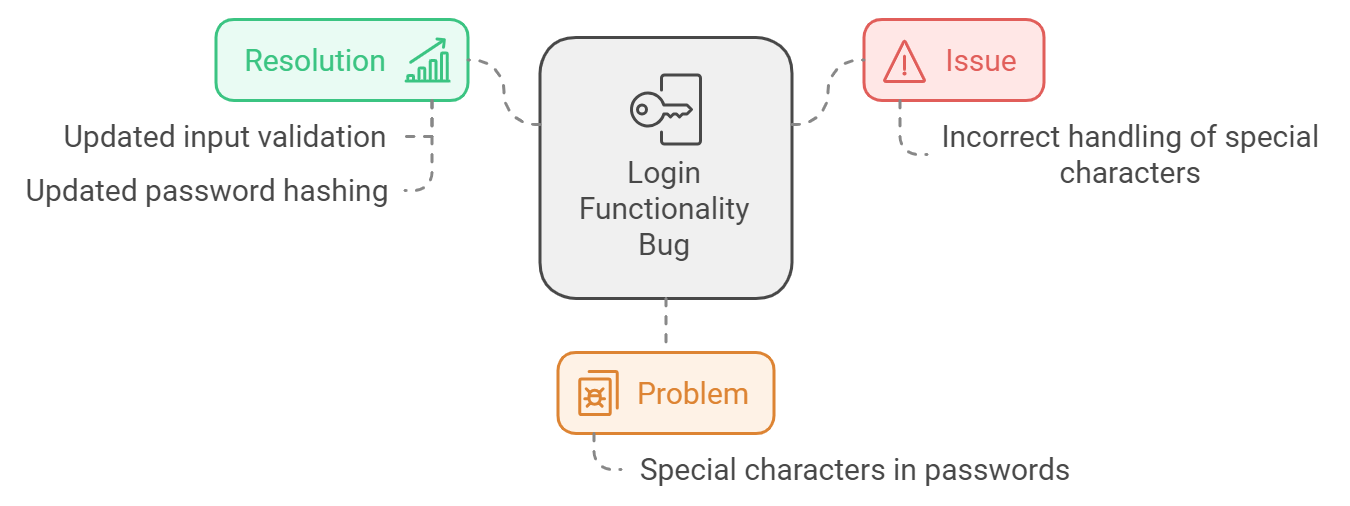 Resolution
Updated input validation
Updated password hashing
Login
Functionality
Bug
Issue
Incorrect handling of special
characters
Problem
Special characters in passwords